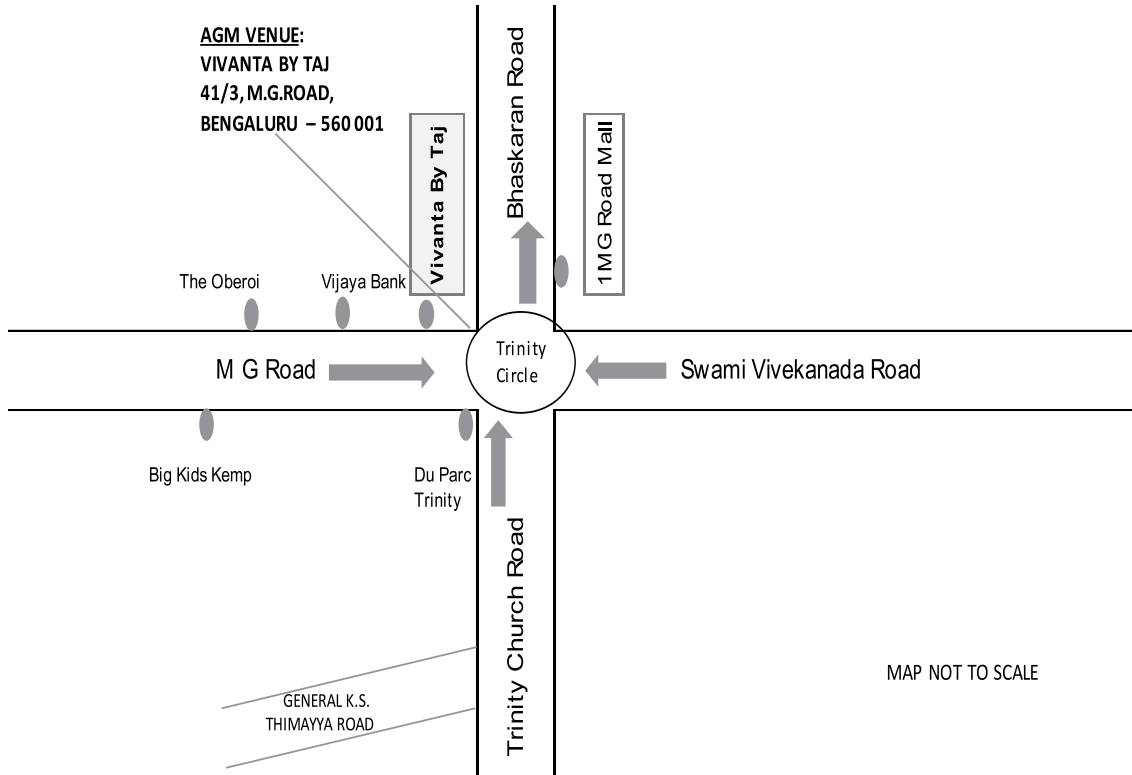 AGM VENUE:
VIVANTA BY TAJ
41/3, M.G.ROAD,
BENGALURU – 560 001
Vivanta By Taj
Bhaskaran Road
1MG Road Mall
The Oberoi
Vijaya Bank
M G Road
Trinity
Circle
Swami Vivekanada Road
Big Kids Kemp
Du Parc
Trinity
Trinity Church Road
GENERAL K.S.
THIMAYYA ROAD
MAP NOT TO SCALE